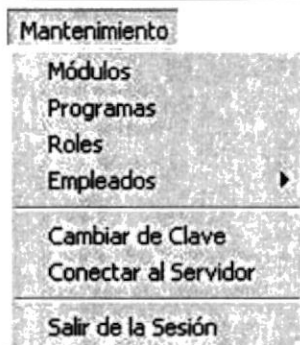 Mantenimiento
Módulos
Programas
Roles
Empleados
Cambiar de Clave
Conectar al Servidor
Salir de la Sesión